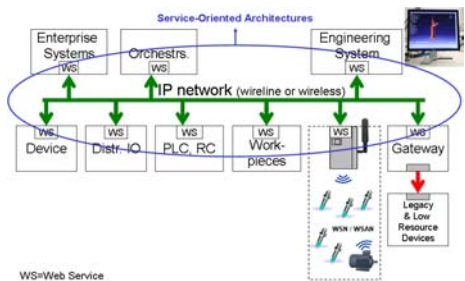 Service-Oriented Architectures
Enterprise
Systems
WS
Orchestrs.
WS
Engineering
System
WS
IP network (wireline or wireless)
WS
Device
WS
Distr. IO
WS
PLC, RC
WS
Work-
pieces
WS
WS
Gateway
WSN / WSAN
Legacy
& Low
Resource
Devices
WS=Web Service